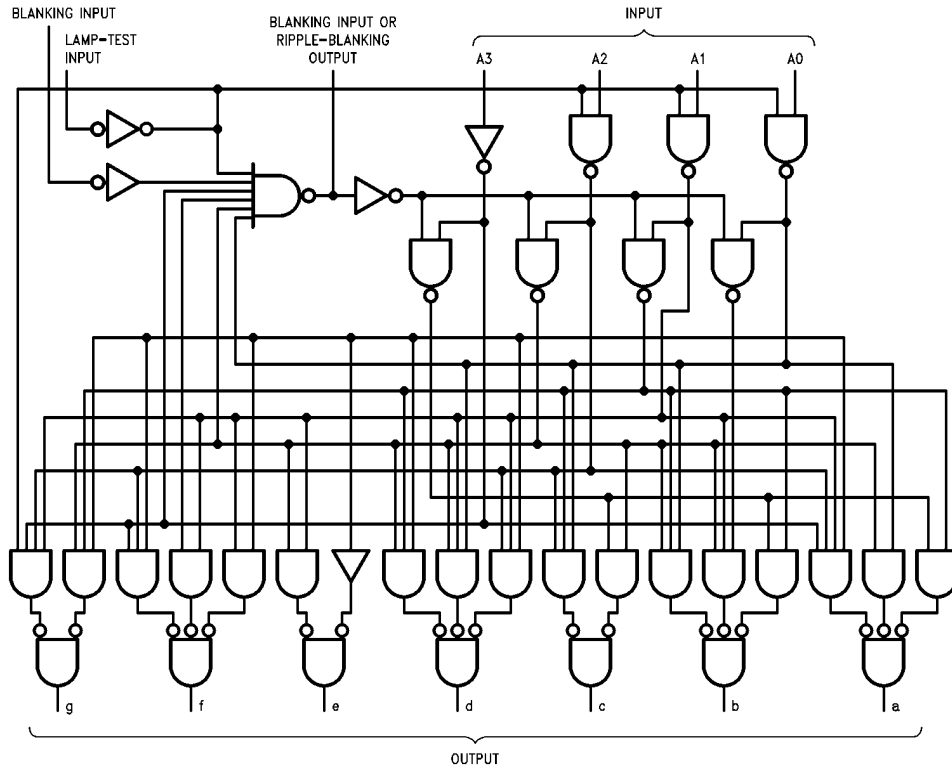 BLANKING INPUT
LAMP-TEST
INPUT
BLANKING INPUT OR
RIPPLE-BLANKING
OUTPUT
INPUT
A3 A2 A1 A0
g f e d c b a
OUTPUT